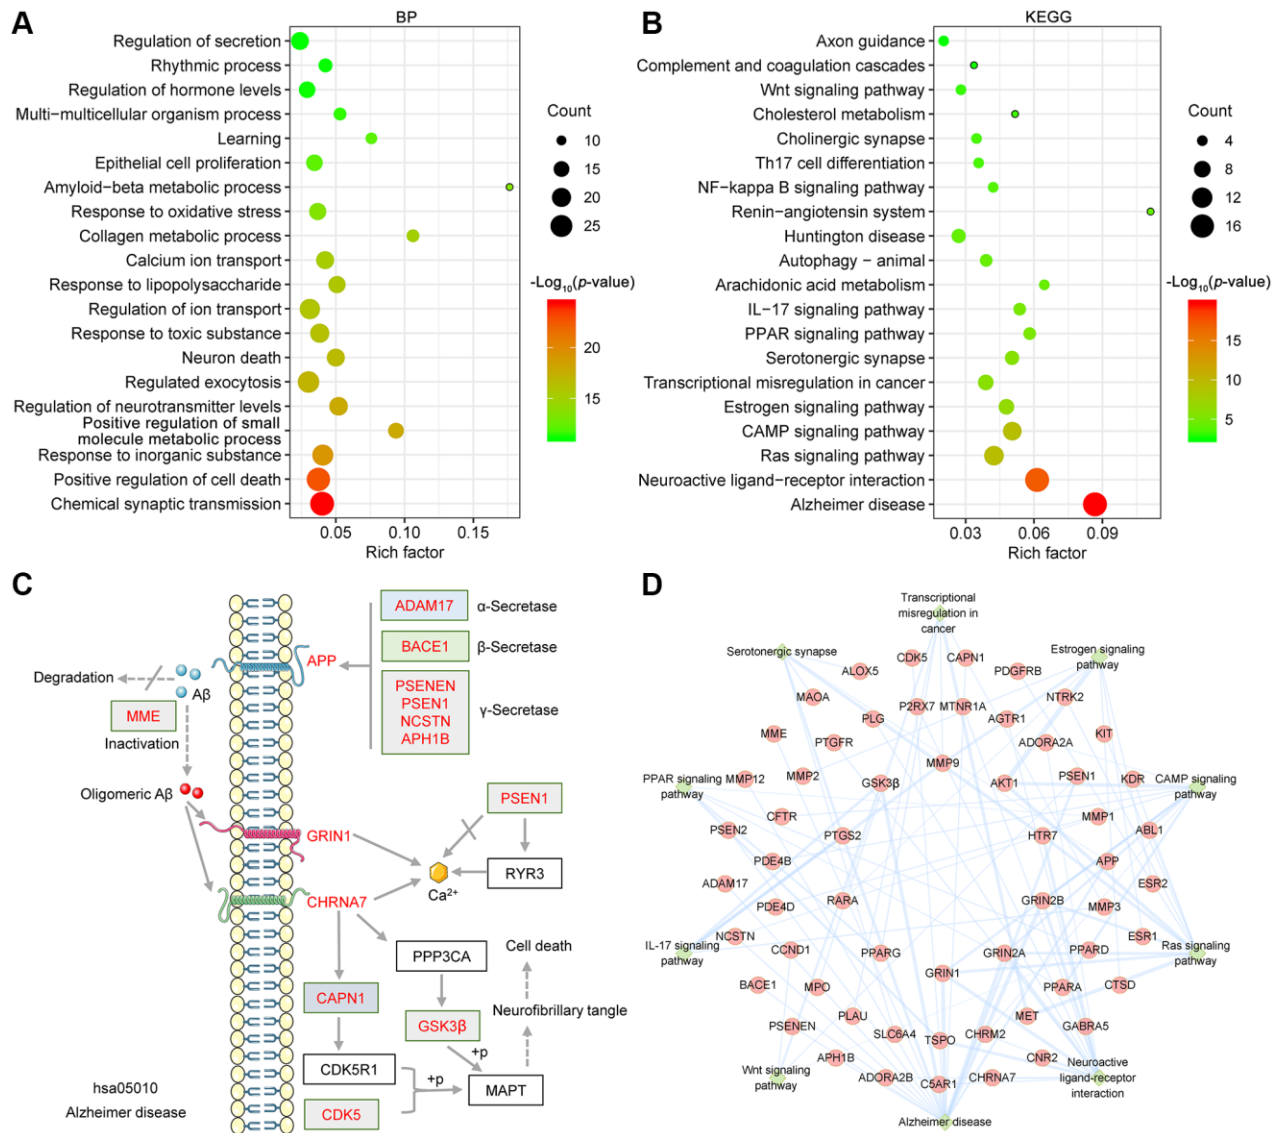 A
BP
Regulation of secretion
Rhythmic process
Regulation of hormone levels
Multi−multicellular organism process
Learning
Epithelial cell proliferation
Amyloid−beta metabolic process
Response to oxidative stress
Collagen metabolic process
Calcium ion transport
Response to lipopolysaccharide
Regulation of ion transport
Response to toxic substance
Neuron death
Regulated exocytosis
Regulation of neurotransmitter levels
Positive regulation of small
molecule metabolic process
Response to inorganic substance
Positive regulation of cell death
Chemical synaptic transmission
0.05 0.10 0.15
Rich factor
Count
10
15
20
25
-Log10(p-value)
20
15
B
KEGG
Axon guidance
Complement and coagulation cascades
Wnt signaling pathway
Cholesterol metabolism
Cholinergic synapse
Th17 cell differentiation
NF−kappa B signaling pathway
Renin−angiotensin system
Huntington disease
Autophagy − animal
Arachidonic acid metabolism
IL−17 signaling pathway
PPAR signaling pathway
Serotonergic synapse
Transcriptional misregulation in cancer
Estrogen signaling pathway
CAMP signaling pathway
Ras signaling pathway
Neuroactive ligand−receptor interaction
Alzheimer disease
0.03 0.06 0.09
Rich factor
Count
4
8
12
16
-Log10(p-value)
15
10
5
C
ADAM17 α-Secretase
BACE1 β-Secretase
APP
PSENEN
PSEN1
NCSTN
APH1B
γ-Secretase
Degradation
Aβ
MME
Inactivation
Oligomeric Aβ
PSEN1
GRIN1
RYR3
Ca2+
CHRNA7
Cell death
PPP3CA
CAPN1
Neurofibrillary tangle
GSK3β
+p
CDK5R1
+p
MAPT
CDK5
hsa05010
Alzheimer disease
D
Transcriptional
misregulation in
cancer
Serotonergic synapse
Estrogen signaling
pathway
ALOX5 CDK5 CAPN1 PDGFRB
MAOA P2RX7 MTNR1A NTRK2
PLG AGTR1
MME PTGFR ADORA2A KIT
MMP9
PPAR signaling
pathway
MMP12 MMP2 GSK3β AKT1 PSEN1 KDR
CAMP signaling
pathway
CFTR MMP1
PSEN2 PTGS2 HTR7 ABL1
PDE4B APP
ADAM17 ESR2
PDE4D RARA GRIN2B MMP3
NCSTN ESR1
IL-17 signaling
pathway
CCND1 PPARG GRIN2A PPARD
Ras signaling
pathway
GRIN1
BACE1 MPO PPARA CTSD
PSENEN PLAU SLC6A4 TSPO CHRM2 MET GABRA5
APH1B CNR2
Wnt signaling
pathway
ADORA2B C5AR1 CHRNA7
Neuroactive
ligand-receptor
interaction
Alzheimer disease